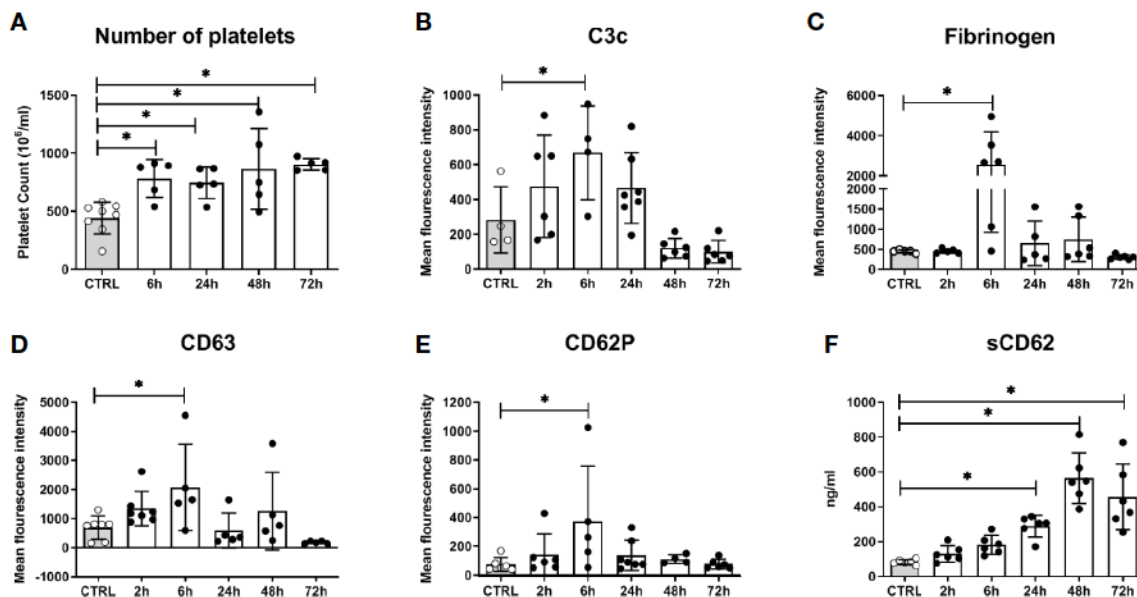 A
Number of platelets
Platelet Count (10⁶/ml)
1500
1000
500
0
*
*
*
*
CTRL 6h 24h 48h 72h
B
C3c
Mean flourescence intensity
1000
800
600
400
200
0
*
CTRL 2h 6h 24h 48h 72h
C
Fibrinogen
Mean flourescence intensity
6000
4000
2000
2000
1500
1000
500
0
*
CTRL 2h 6h 24h 48h 72h
D
CD63
Mean flourescence intensity
5000
4000
3000
2000
1000
0
-1000
*
CTRL 2h 6h 24h 48h 72h
E
CD62P
Mean flourescence intensity
1200
1000
800
600
400
200
0
*
CTRL 2h 6h 24h 48h 72h
F
sCD62
ng/ml
1000
800
600
400
200
0
*
*
*
CTRL 2h 6h 24h 48h 72h